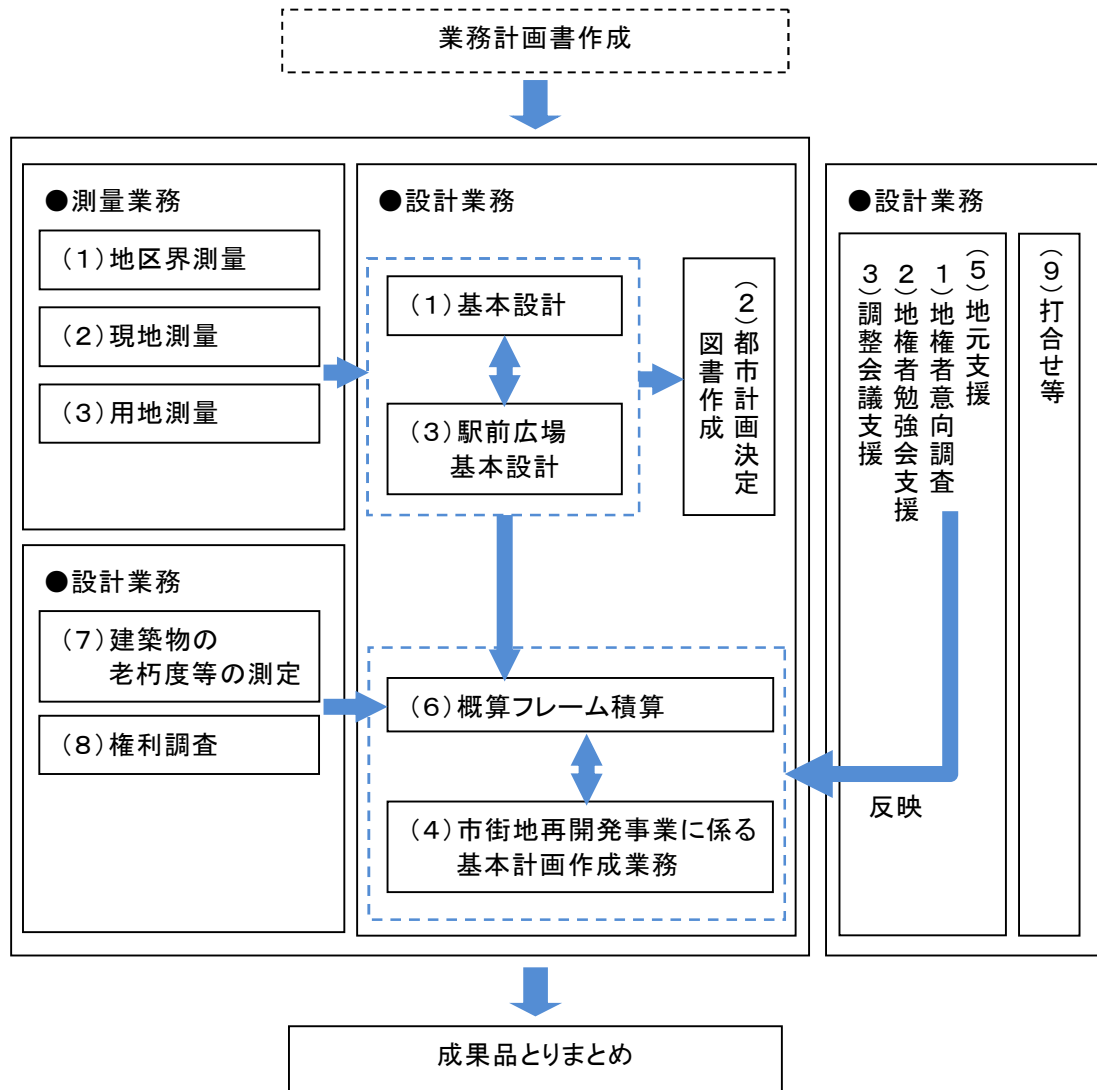 業務計画書作成
●測量業務
(1)地区界測量
(2)現地測量
(3)用地測量
●設計業務
(1)基本設計
(3)駅前広場
基本設計
(2)都市計画決定
図書作成
●設計業務
(7)建築物の
老朽度等の測定
(8)権利調査
(6)概算フレーム積算
(4)市街地再開発事業に係る
基本計画作成業務
●設計業務
(5)地元支援
1)地権者意向調査
2)地権者勉強会支援
3)調整会議支援
(9)打合せ等
反映
成果品とりまとめ